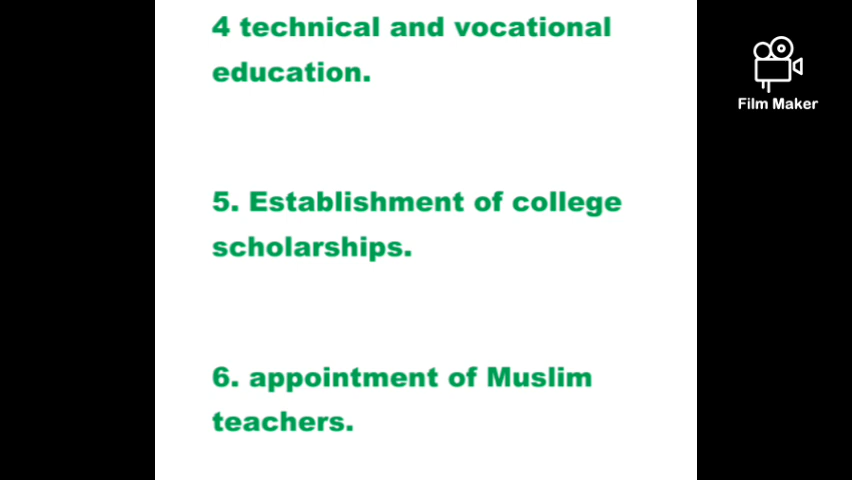 4 technical and vocational
education.
5. Establishment of college
scholarships.
6. appointment of Muslim
teachers.
Film Maker